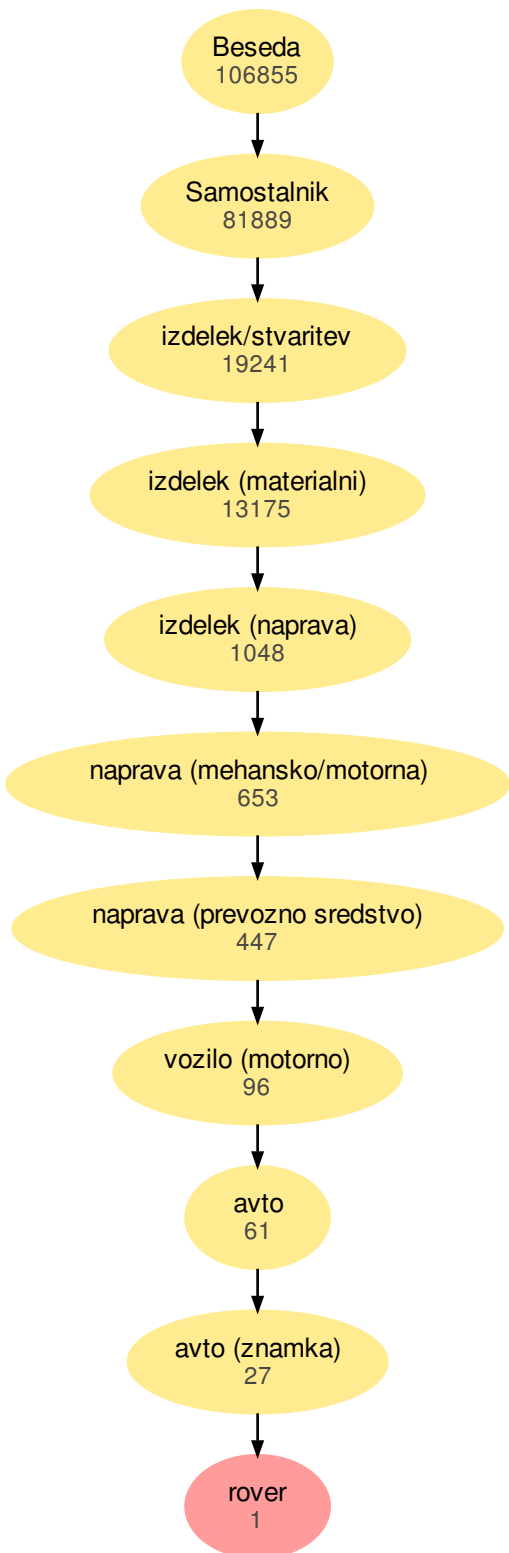 Beseda
106855
Samostalnik
81889
izdelek/stvaritev
19241
izdelek (materialni)
13175
izdelek (naprava)
1048
naprava (mehansko/motorna)
653
naprava (prevozno sredstvo)
447
vozilo (motorno)
96
avto
61
avto (znamka)
27
rover
1